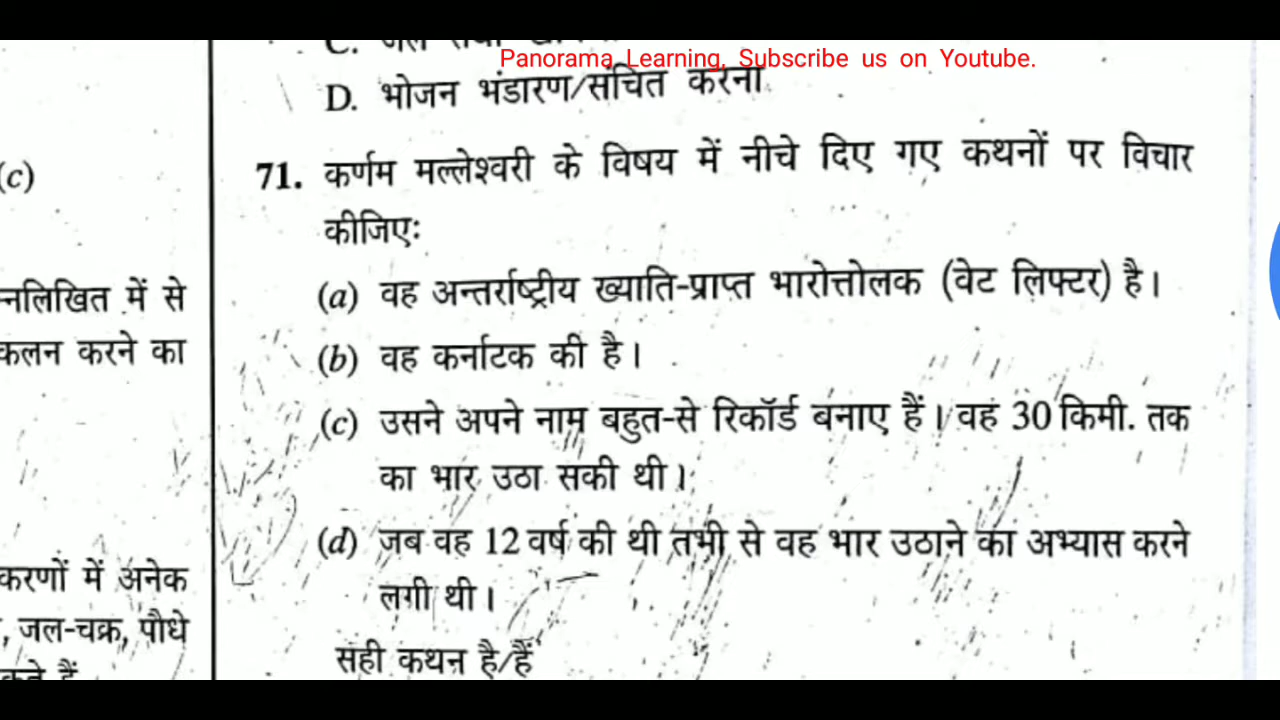 Panorama Learning, Subscribe us on Youtube.
D. भोजन भंडारण/संचित करना
(c)
71. कर्णम मल्लेश्वरी के विषय में नीचे दिए गए कथनों पर विचार
कीजिएः
(a) वह अन्तर्राष्ट्रीय ख्याति-प्राप्त भारोत्तोलक (वेट लिफ्टर) है।
(b) वह कर्नाटक की है।
(c) उसने अपने नाम बहुत-से रिकॉर्ड बनाए हैं। वह 30 किमी. तक
का भार उठा सकी थी।
(d) जब वह 12 वर्ष की थी तभी से वह भार उठाने का अभ्यास करने
लगी थी।
सही कथन है/हैं
नलिखित में से
कलन करने का
करणों में अनेक
, जल-चक्र, पौधे